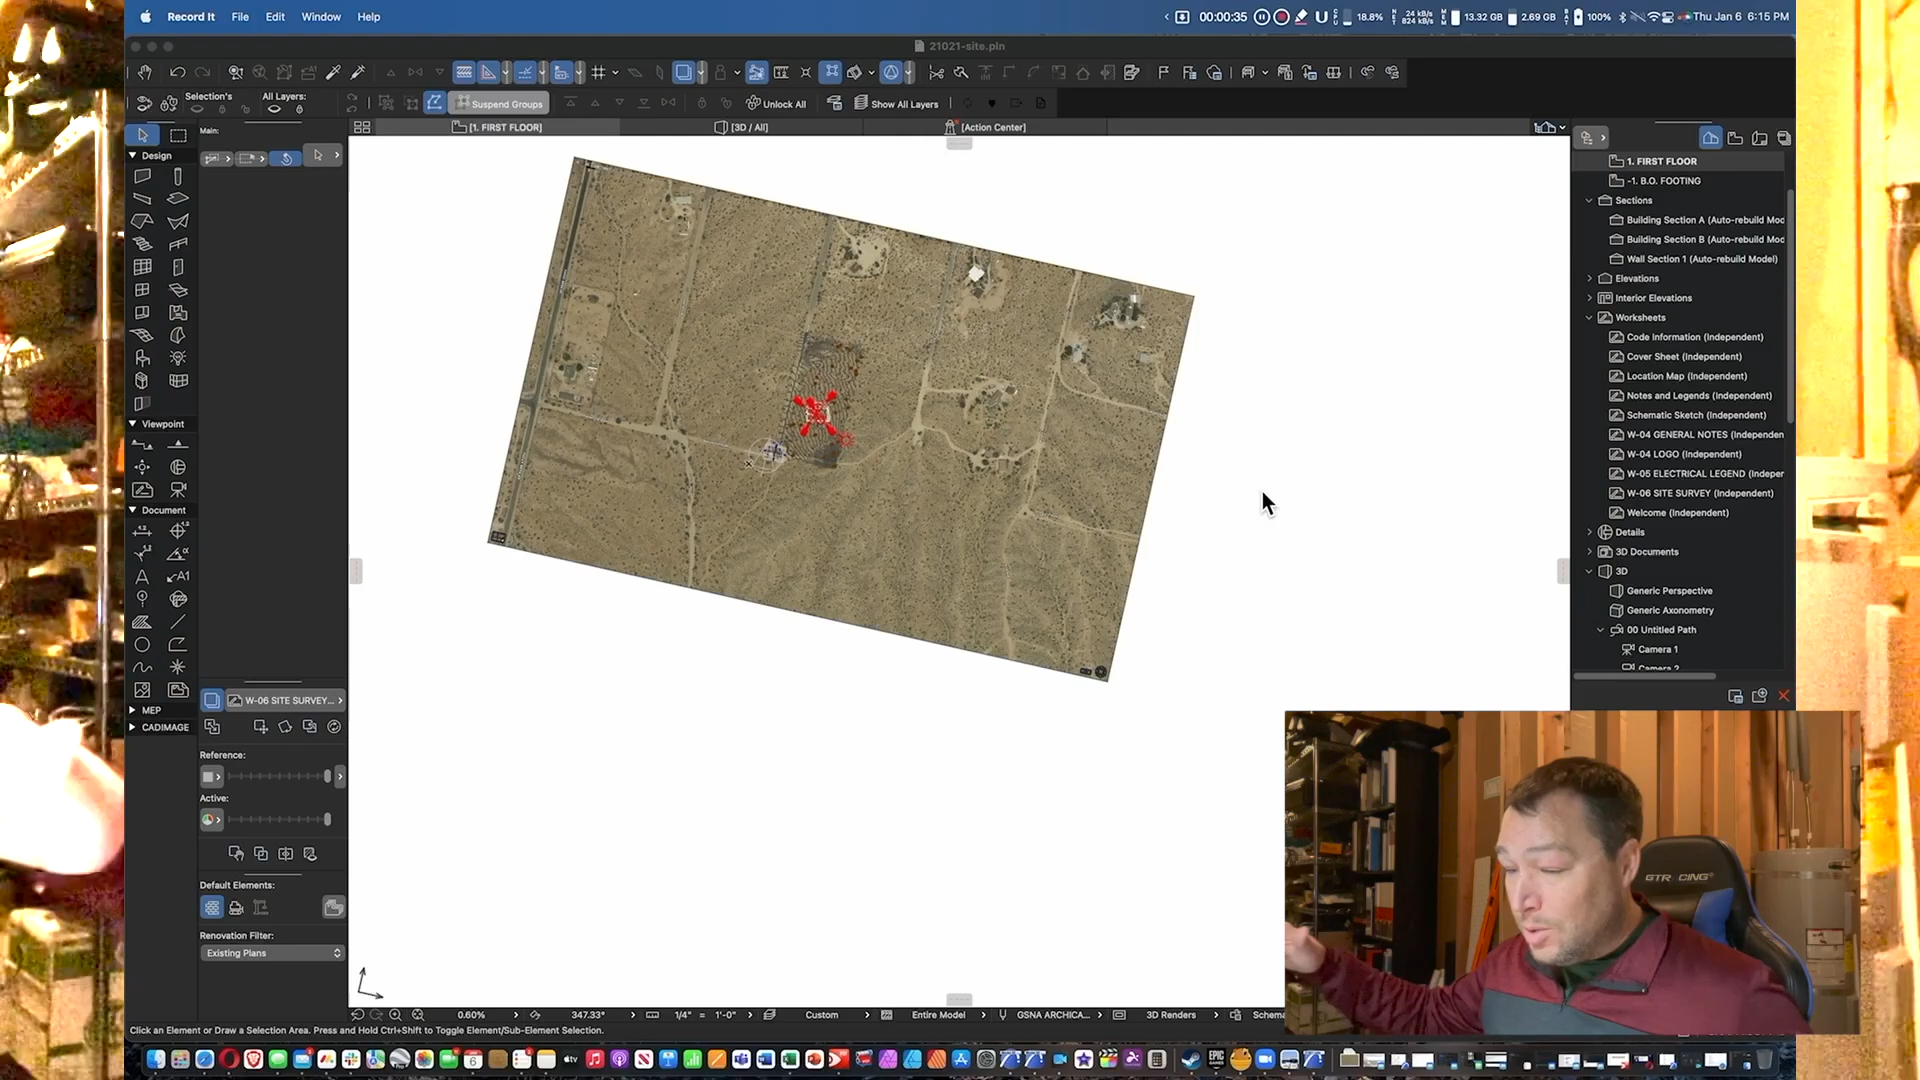 Record It File Edit Window Help
00:00:35 18.8% 24 kB/s 824 kB/s 13.32 GB 2.69 GB 100% Thu Jan 6 6:15 PM
21021-site.pln
Selection's All Layers: Suspend Groups Unlock All Show All Layers
[1. FIRST FLOOR] [3D / All] [Action Center]
Main:
Design
Viewpoint
Document
MEP
CADIMAGE
W-06 SITE SURVEY...
Reference:
Active:
Default Elements:
Renovation Filter:
Existing Plans
1. FIRST FLOOR
-1. B.O. FOOTING
Sections
Building Section A (Auto-rebuild Mod
Building Section B (Auto-rebuild Mod
Wall Section 1 (Auto-rebuild Model)
Elevations
Interior Elevations
Worksheets
Code Information (Independent)
Cover Sheet (Independent)
Location Map (Independent)
Notes and Legends (Independent)
Schematic Sketch (Independent)
W-04 GENERAL NOTES (Independen
W-04 LOGO (Independent)
W-05 ELECTRICAL LEGEND (Indeper
W-06 SITE SURVEY (Independent)
Welcome (Independent)
Details
3D Documents
3D
Generic Perspective
Generic Axonometry
00 Untitled Path
Camera 1
Camera 2
GTRACING
0.60% 347.33° 1/4" = 1'-0" Custom Entire Model GSNA ARCHICA... 3D Renders Schema
Click an Element or Draw a Selection Area. Press and Hold Ctrl+Shift to Toggle Element/Sub-Element Selection.